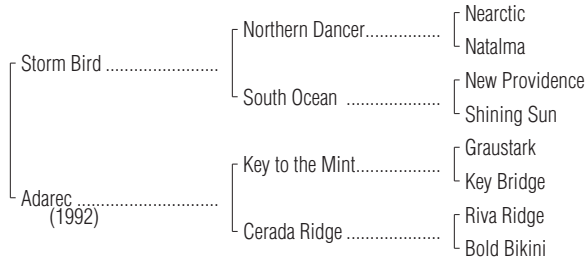 Nearctic
Northern Dancer
Natalma
Storm Bird
New Providence
South Ocean
Shining Sun
Graustark
Key to the Mint
Key Bridge
Adarec
(1992)
Riva Ridge
Cerada Ridge
Bold Bikini